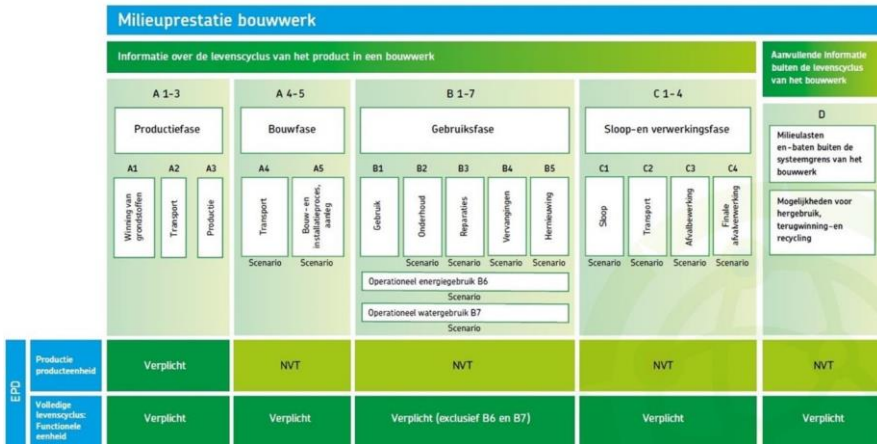 Milieuprestatie bouwwerk
Informatie over de levenscyclus van het product in een bouwwerk
Aanvullende informatie
buiten de levenscyclus
van het bouwwerk
A 1-3
A 4-5
B 1-7
C 1-4
D
Productiefase
Bouwfase
Gebruiksfase
Sloop-en verwerkingsfase
Milieulasten
en-baten buiten de
systeemgrens van het
bouwwerk
A1
A2
A3
A4
A5
B1
B2
B3
B4
B5
C1
C2
C3
C4
Winning van
grondstoffen
Transport
Productie
Transport
Bouw-en
installatieproces,
aanleg
Gebruik
Onderhoud
Reparaties
Vervangingen
Hernieuwing
Sloop
Transport
Afvalbewerking
Finale
afvalverwerking
Mogelijkheden voor
hergebruik,
terugwinning-en
recycling
Scenario
Scenario
Scenario
Scenario
Scenario
Scenario
Scenario
Scenario
Scenario
Scenario
Operationeel energiegebruik B6
Scenario
Operationeel watergebruik B7
Scenario
EPD
Productie
producteenheid
Verplicht
NVT
NVT
NVT
NVT
Volledige
levenscyclus:
Functionele
eenheid
Verplicht
Verplicht
Verplicht (exclusief B6 en B7)
Verplicht
Verplicht